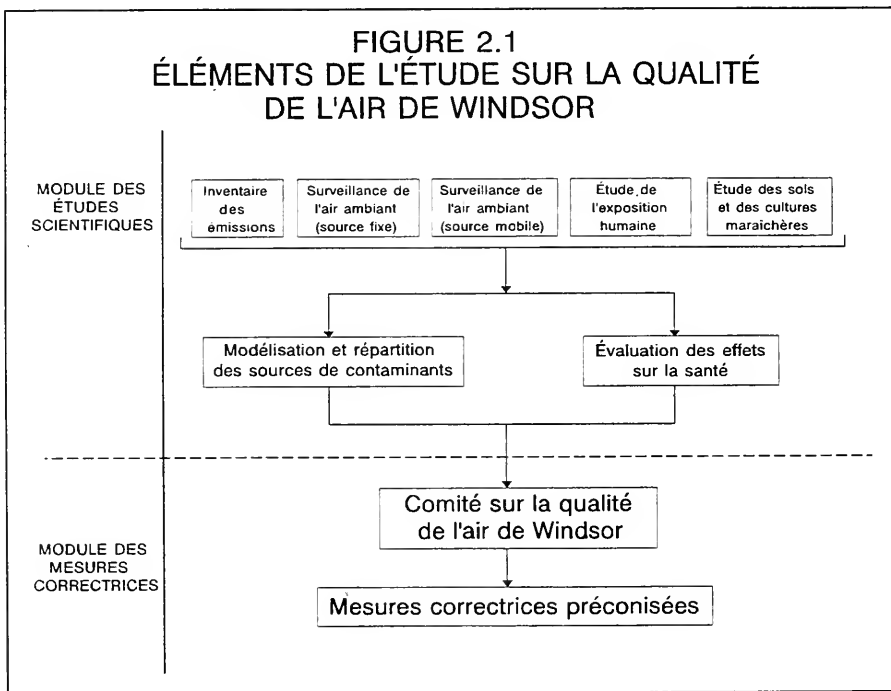 FIGURE 2.1
ÉLÉMENTS DE L'ÉTUDE SUR LA QUALITÉ
DE L'AIR DE WINDSOR
MODULE DES
ÉTUDES
SCIENTIFIQUES
Inventaire
des
émissions
Surveillance de
l'air ambiant
(source fixe)
Surveillance de
l'air ambiant
(source mobile)
Étude de
l'exposition
humaine
Étude des sols
et des cultures
maraichères
Modélisation et répartition
des sources de contaminants
Évaluation des effets
sur la santé
Comité sur la qualité
de l'air de Windsor
MODULE DES
MESURES
CORRECTRICES
Mesures correctrices préconisées